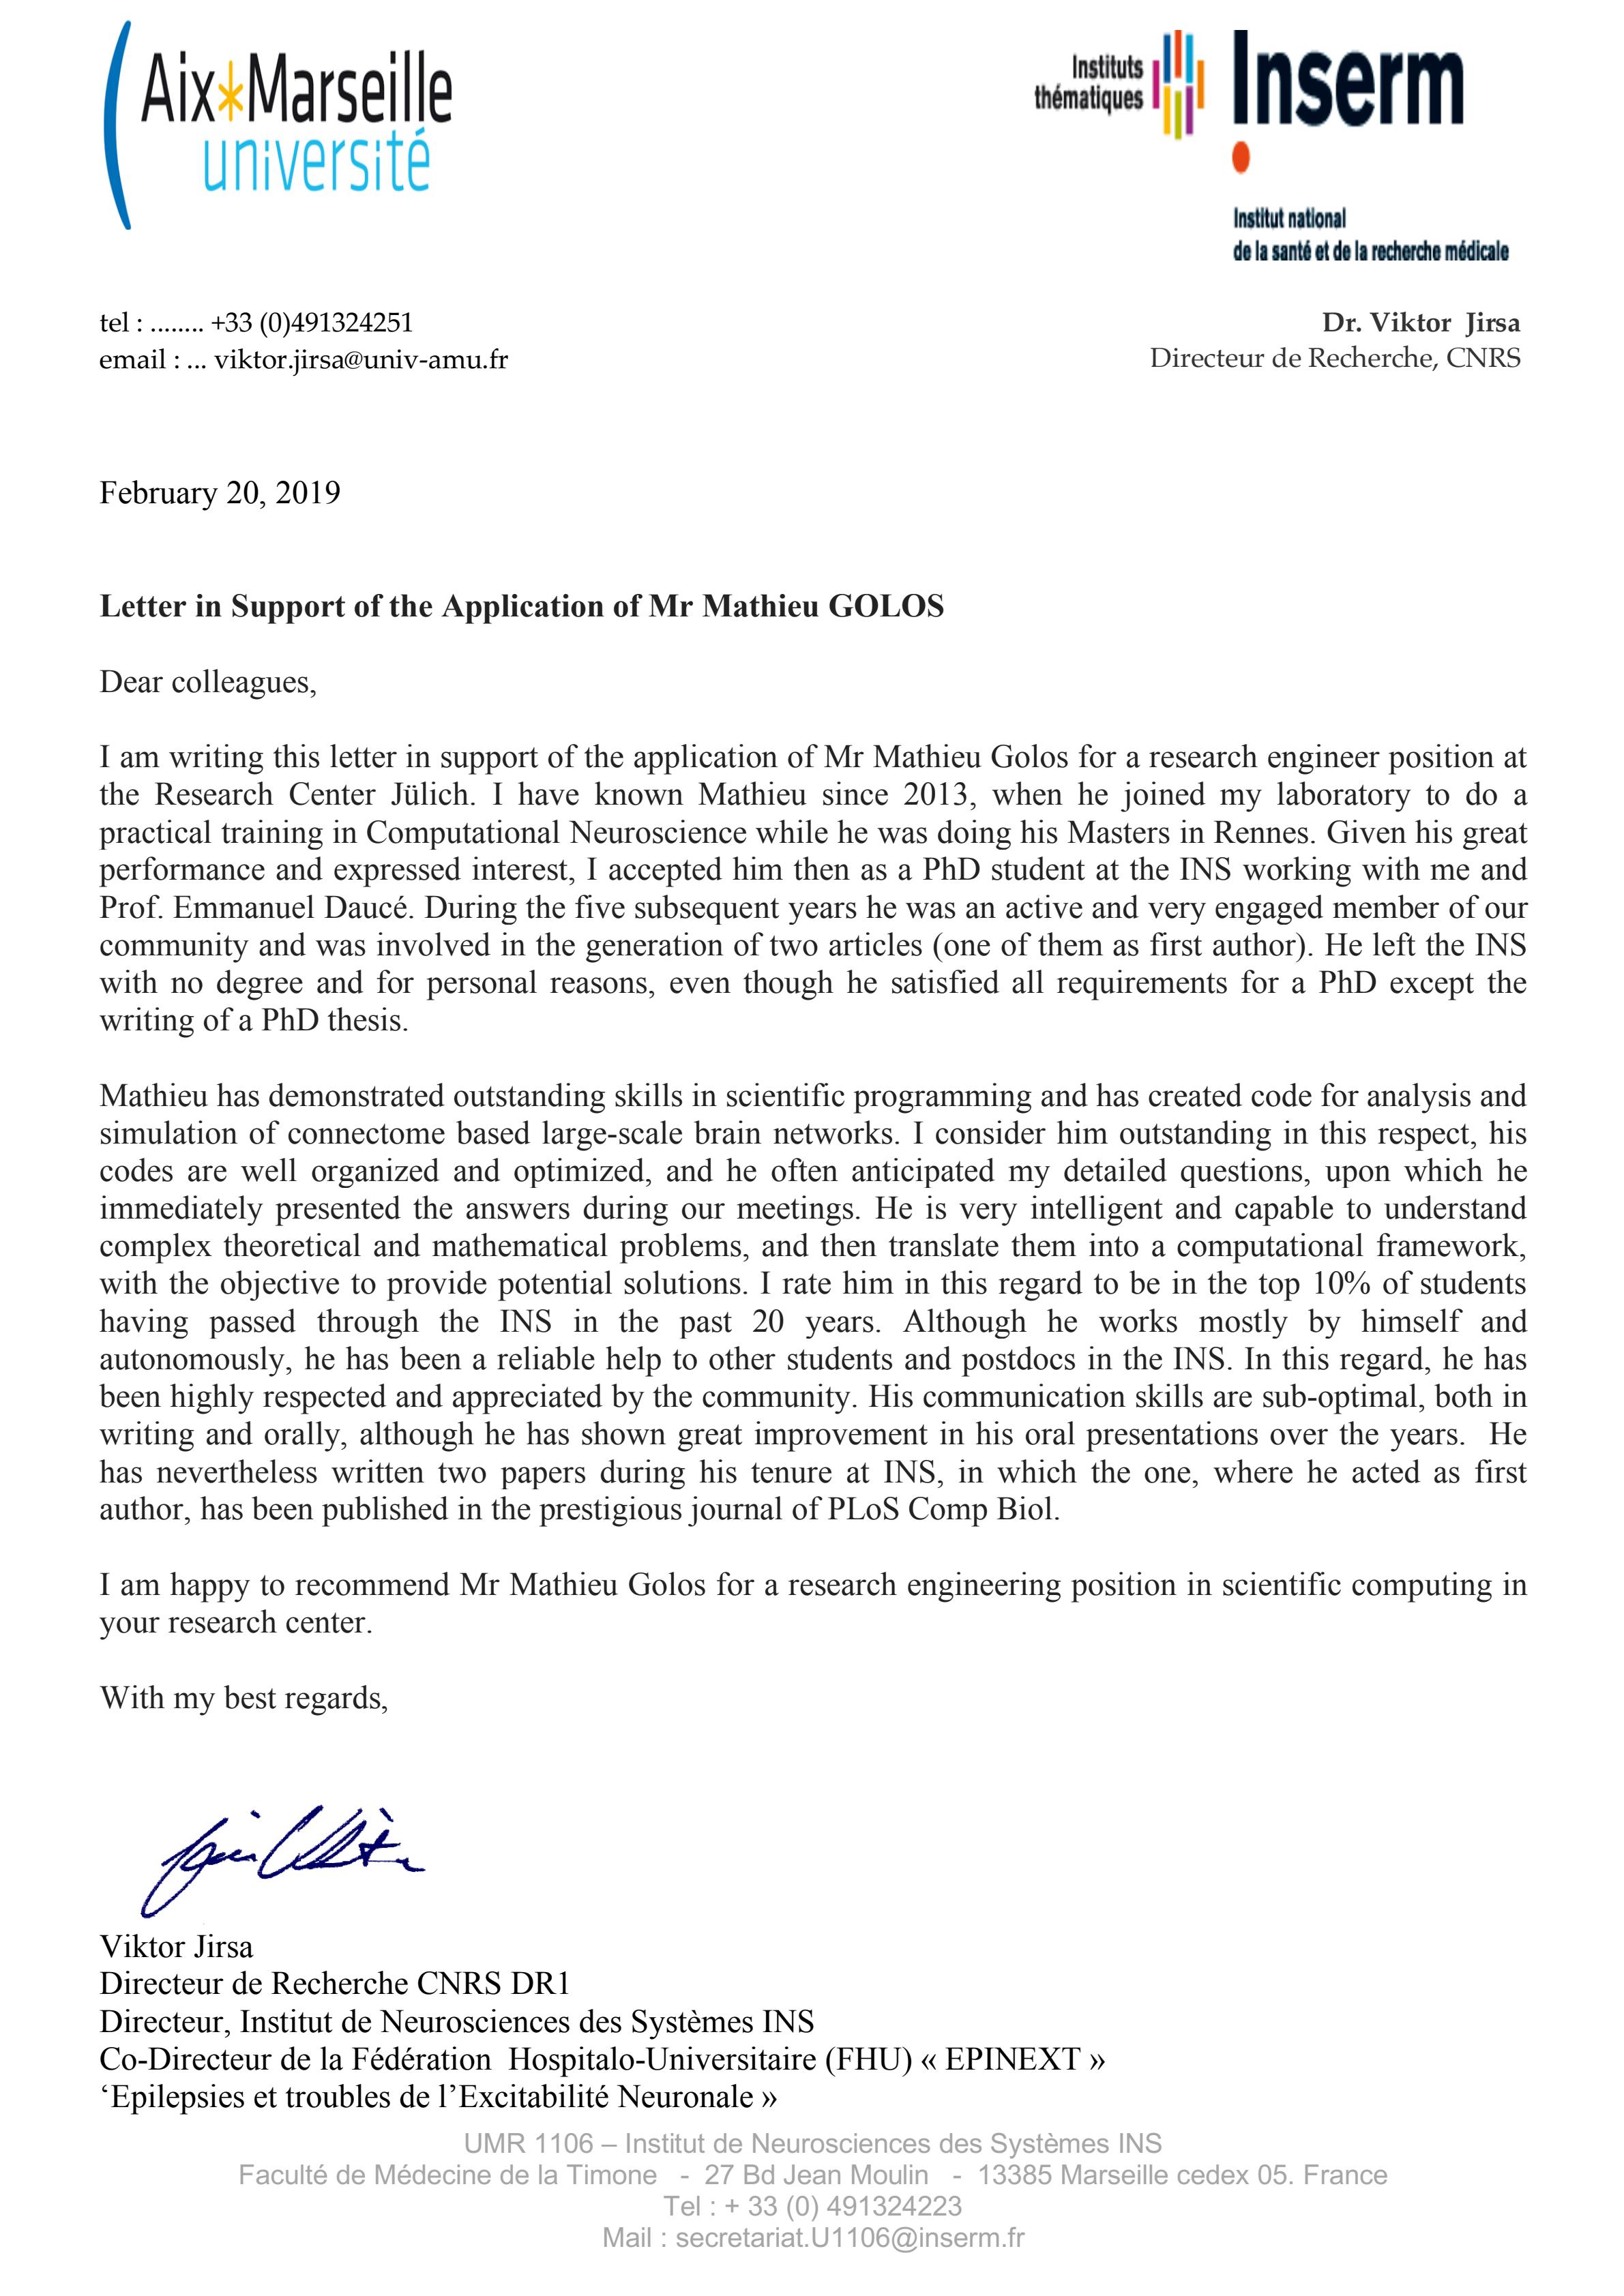 Aix*Marseille
université
Instituts
thématiques
Inserm
Institut national
de la santé et de la recherche médicale
tel : ........ +33 (0)491324251
email : ... viktor.jirsa@univ-amu.fr
Dr. Viktor Jirsa
Directeur de Recherche, CNRS
February 20, 2019
Letter in Support of the Application of Mr Mathieu GOLOS
Dear colleagues,
I am writing this letter in support of the application of Mr Mathieu Golos for a research engineer position at
the Research Center Jülich. I have known Mathieu since 2013, when he joined my laboratory to do a
practical training in Computational Neuroscience while he was doing his Masters in Rennes. Given his great
performance and expressed interest, I accepted him then as a PhD student at the INS working with me and
Prof. Emmanuel Daucé. During the five subsequent years he was an active and very engaged member of our
community and was involved in the generation of two articles (one of them as first author). He left the INS
with no degree and for personal reasons, even though he satisfied all requirements for a PhD except the
writing of a PhD thesis.
Mathieu has demonstrated outstanding skills in scientific programming and has created code for analysis and
simulation of connectome based large-scale brain networks. I consider him outstanding in this respect, his
codes are well organized and optimized, and he often anticipated my detailed questions, upon which he
immediately presented the answers during our meetings. He is very intelligent and capable to understand
complex theoretical and mathematical problems, and then translate them into a computational framework,
with the objective to provide potential solutions. I rate him in this regard to be in the top 10% of students
having passed through the INS in the past 20 years. Although he works mostly by himself and
autonomously, he has been a reliable help to other students and postdocs in the INS. In this regard, he has
been highly respected and appreciated by the community. His communication skills are sub-optimal, both in
writing and orally, although he has shown great improvement in his oral presentations over the years. He
has nevertheless written two papers during his tenure at INS, in which the one, where he acted as first
author, has been published in the prestigious journal of PLoS Comp Biol.
I am happy to recommend Mr Mathieu Golos for a research engineering position in scientific computing in
your research center.
With my best regards,
Viktor Jirsa
Directeur de Recherche CNRS DR1
Directeur, Institut de Neurosciences des Systèmes INS
Co-Directeur de la Fédération Hospitalo-Universitaire (FHU) « EPINEXT »
‘Epilepsies et troubles de l’Excitabilité Neuronale »
UMR 1106 – Institut de Neurosciences des Systèmes INS
Faculté de Médecine de la Timone - 27 Bd Jean Moulin - 13385 Marseille cedex 05. France
Tel : + 33 (0) 491324223
Mail : secretariat.U1106@inserm.fr